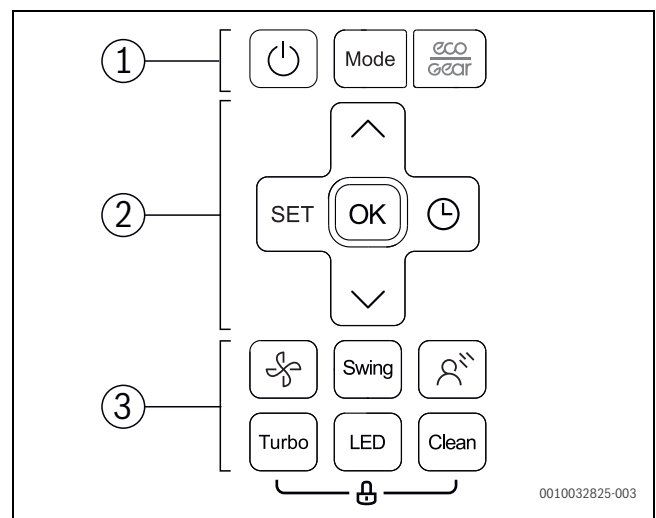 1 Mode eco
Gear
2 SET OK
3 Swing
Turbo LED Clean
0010032825-003